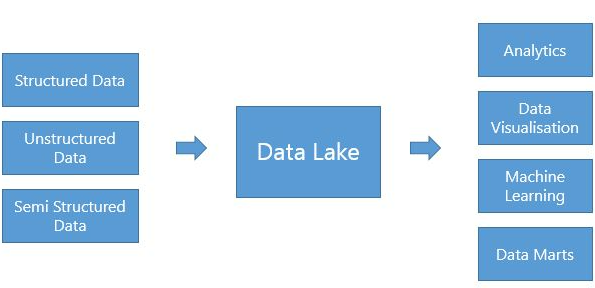 Structured Data
Unstructured
Data
Semi Structured
Data
Data Lake
Analytics
Data
Visualisation
Machine
Learning
Data Marts